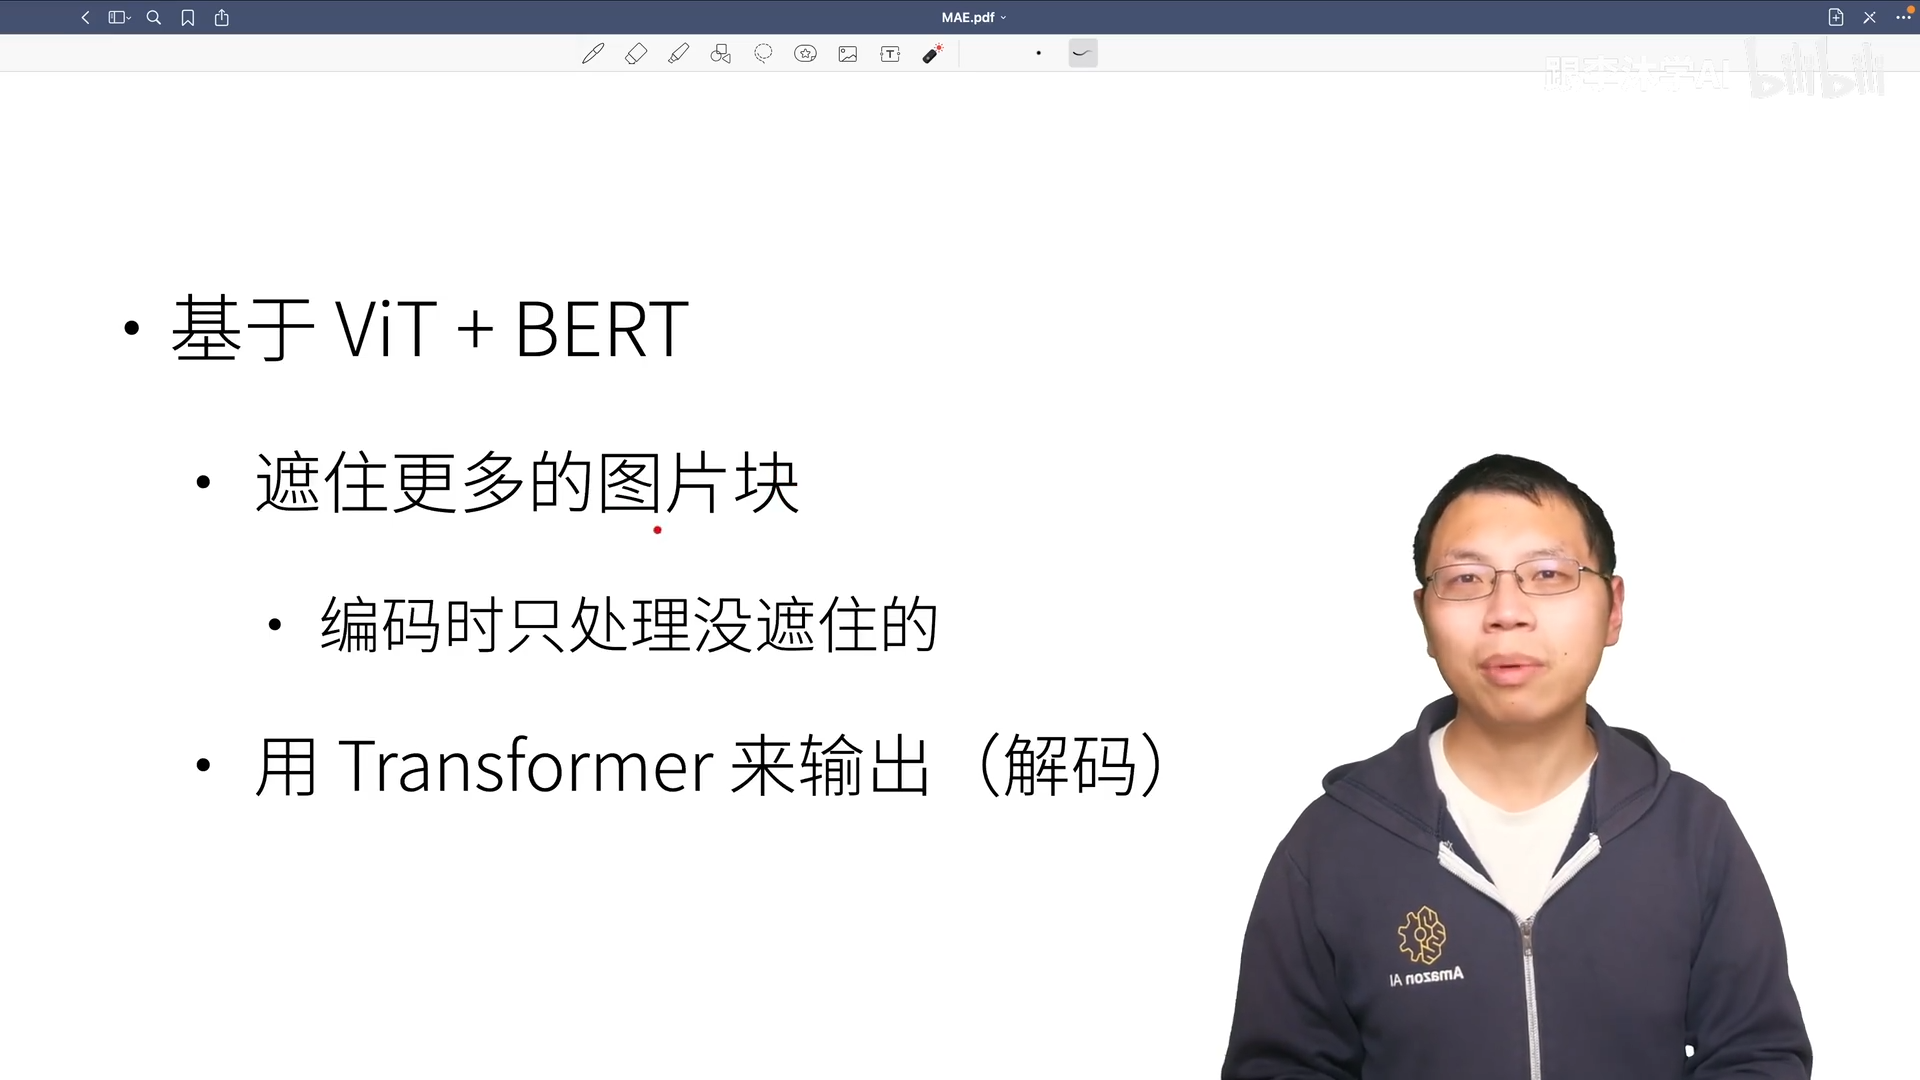 MAE.pdf
跟李沐学AI bilibili
• 基于 ViT + BERT
• 遮住更多的图片块
• 编码时只处理没遮住的
• 用 Transformer 来输出（解码）
Amazon AI